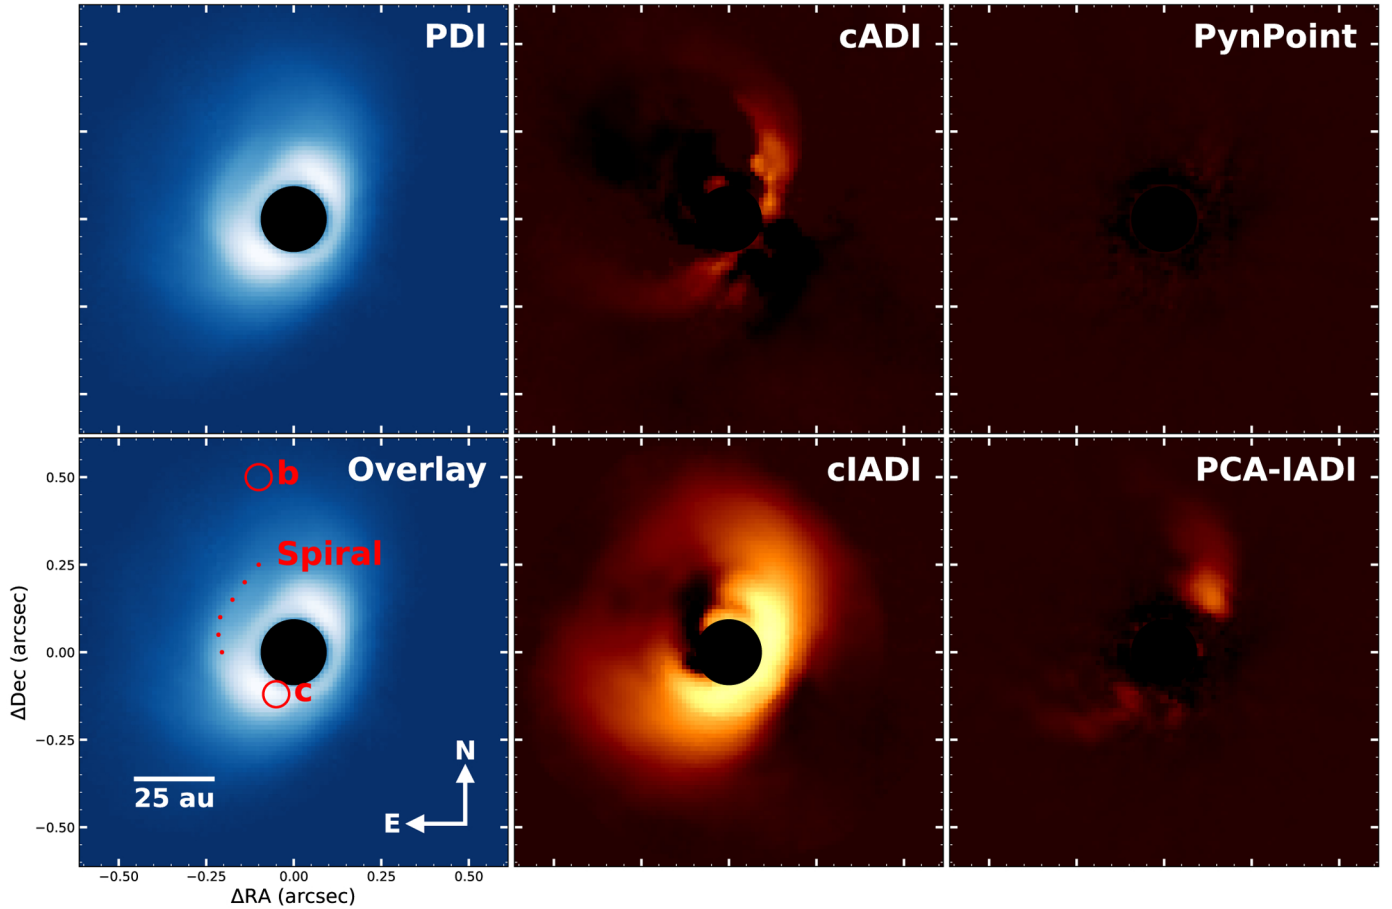 PDI
cADI
PynPoint
Overlay
cIADI
PCA-IADI
b
Spiral
c
25 au
N
E
0.50
0.25
0.00
−0.25
−0.50
ΔDec (arcsec)
−0.50
−0.25
0.00
0.25
0.50
ΔRA (arcsec)